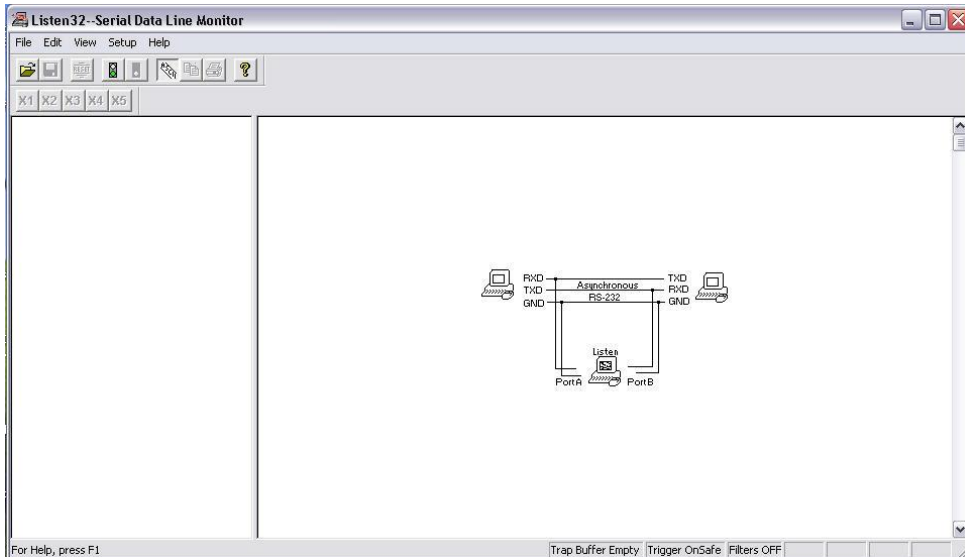 Listen32--Serial Data Line Monitor
File Edit View Setup Help
X1 X2 X3 X4 X5
RXD TXD
Asynchronous
TXD RXD
RS-232
GND GND
Listen
PortA PortB
For Help, press F1 Trap Buffer Empty Trigger OnSafe Filters OFF